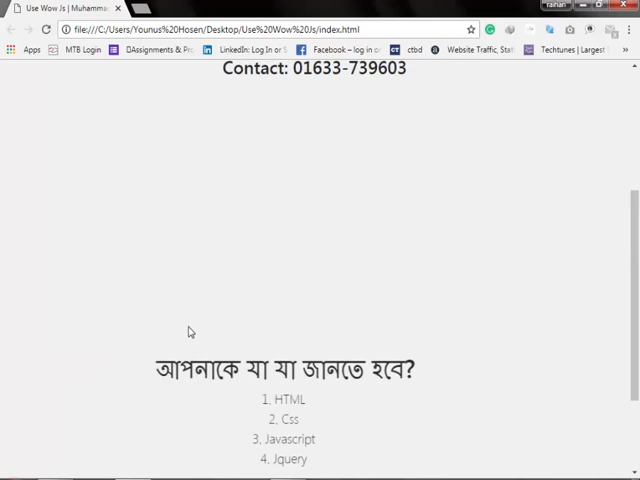 raihan
Use Wow Js | Muhammad
file:///C:/Users/Younus%20Hosen/Desktop/Use%20Wow%20Js/index.html
Apps MTB Login DAssignments & Pro LinkedIn: Log In or S Facebook – log in or ctbd Website Traffic, Stat Techtunes | Largest
Contact: 01633-739603
আপনাকে যা যা জানতে হবে?
1. HTML
2. Css
3. Javascript
4. Jquery